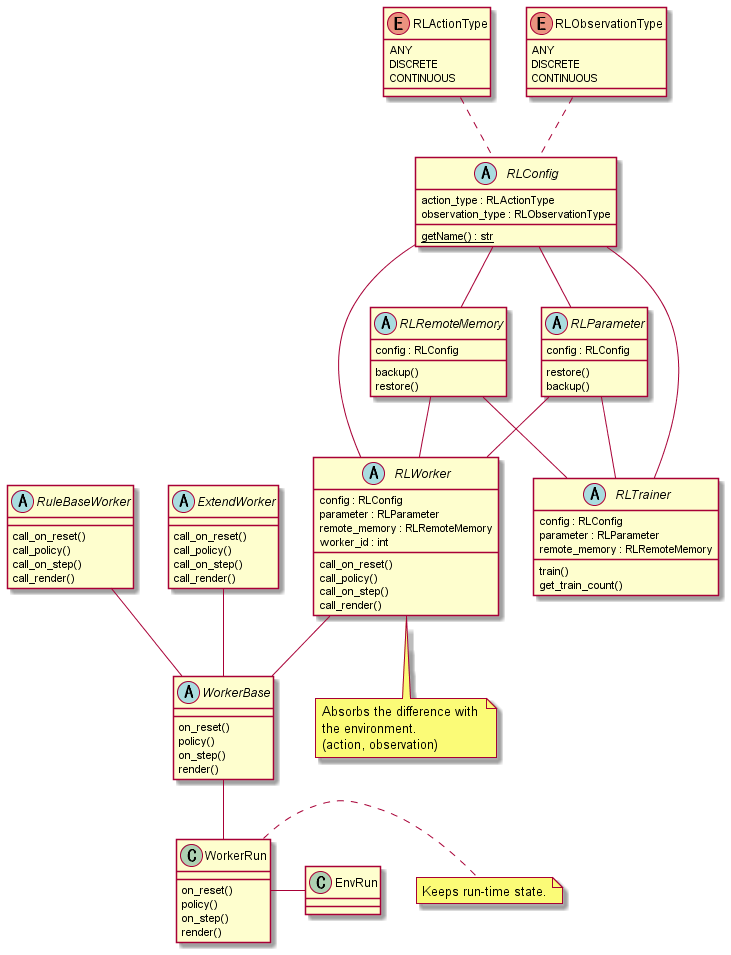 E RLActionType
ANY
DISCRETE
CONTINUOUS
E RLObservationType
ANY
DISCRETE
CONTINUOUS
A RLConfig
action_type : RLActionType
observation_type : RLObservationType
getName() : str
A RLRemoteMemory
config : RLConfig
backup()
restore()
A RLParameter
config : RLConfig
restore()
backup()
A RuleBaseWorker
call_on_reset()
call_policy()
call_on_step()
call_render()
A ExtendWorker
call_on_reset()
call_policy()
call_on_step()
call_render()
A RLWorker
config : RLConfig
parameter : RLParameter
remote_memory : RLRemoteMemory
worker_id : int
call_on_reset()
call_policy()
call_on_step()
call_render()
A RLTrainer
config : RLConfig
parameter : RLParameter
remote_memory : RLRemoteMemory
train()
get_train_count()
A WorkerBase
on_reset()
policy()
on_step()
render()
Absorbs the difference with
the environment.
(action, observation)
C WorkerRun
on_reset()
policy()
on_step()
render()
C EnvRun
Keeps run-time state.